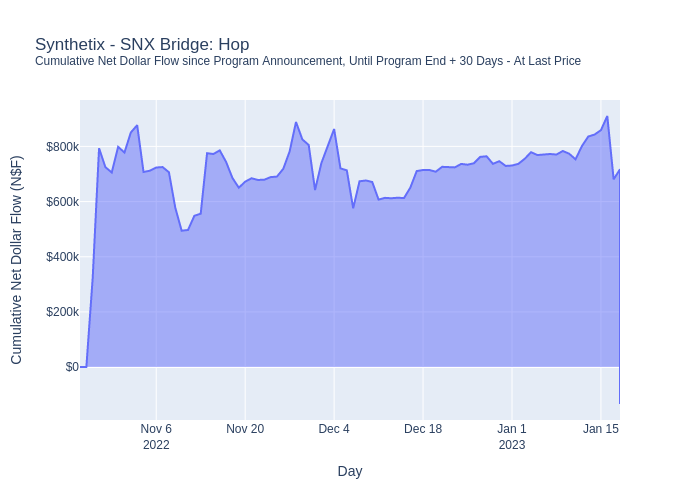 Synthetix - SNX Bridge: Hop
Cumulative Net Dollar Flow since Program Announcement, Until Program End + 30 Days - At Last Price
Cumulative Net Dollar Flow (N$F)
$800k
$600k
$400k
$200k
$0
Nov 6
2022
Nov 20
Dec 4
Dec 18
Jan 1
2023
Jan 15
Day